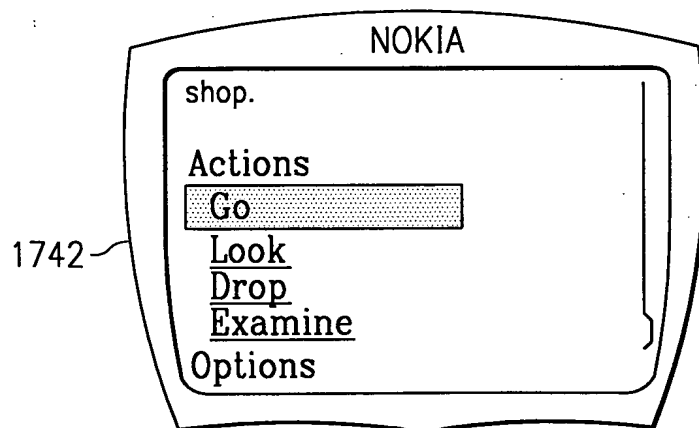 NOKIA
shop.
Actions
Go
Look
Drop
Examine
Options
1742